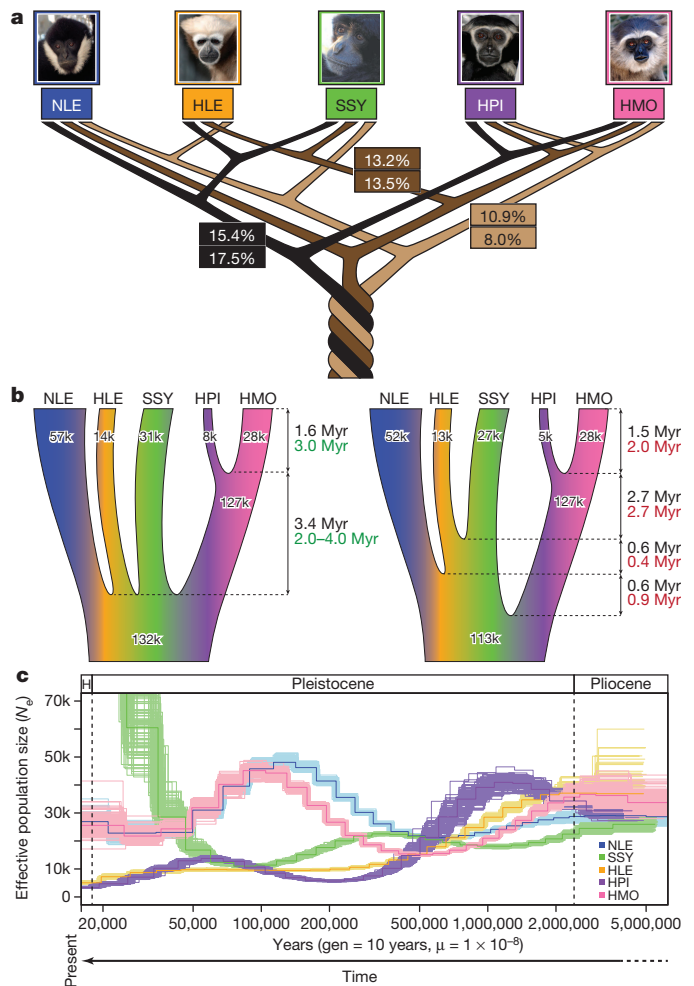 a
NLE HLE SSY HPI HMO
13.2%
13.5%
10.9%
8.0%
15.4%
17.5%
b
NLE HLE SSY HPI HMO
57k 14k 31k 8k 28k
1.6 Myr
3.0 Myr
127k
3.4 Myr
2.0–4.0 Myr
132k
NLE HLE SSY HPI HMO
52k 13k 27k 5k 28k
1.5 Myr
2.0 Myr
127k
2.7 Myr
2.7 Myr
0.6 Myr
0.4 Myr
0.6 Myr
0.9 Myr
113k
c
H Pleistocene Pliocene
Effective population size (Ne)
70k
50k
30k
10k
0
NLE
SSY
HLE
HPI
HMO
20,000 50,000 100,000 200,000 500,000 1,000,000 2,000,000 5,000,000
Years (gen = 10 years, μ = 1 × 10⁻⁸)
Present
Time